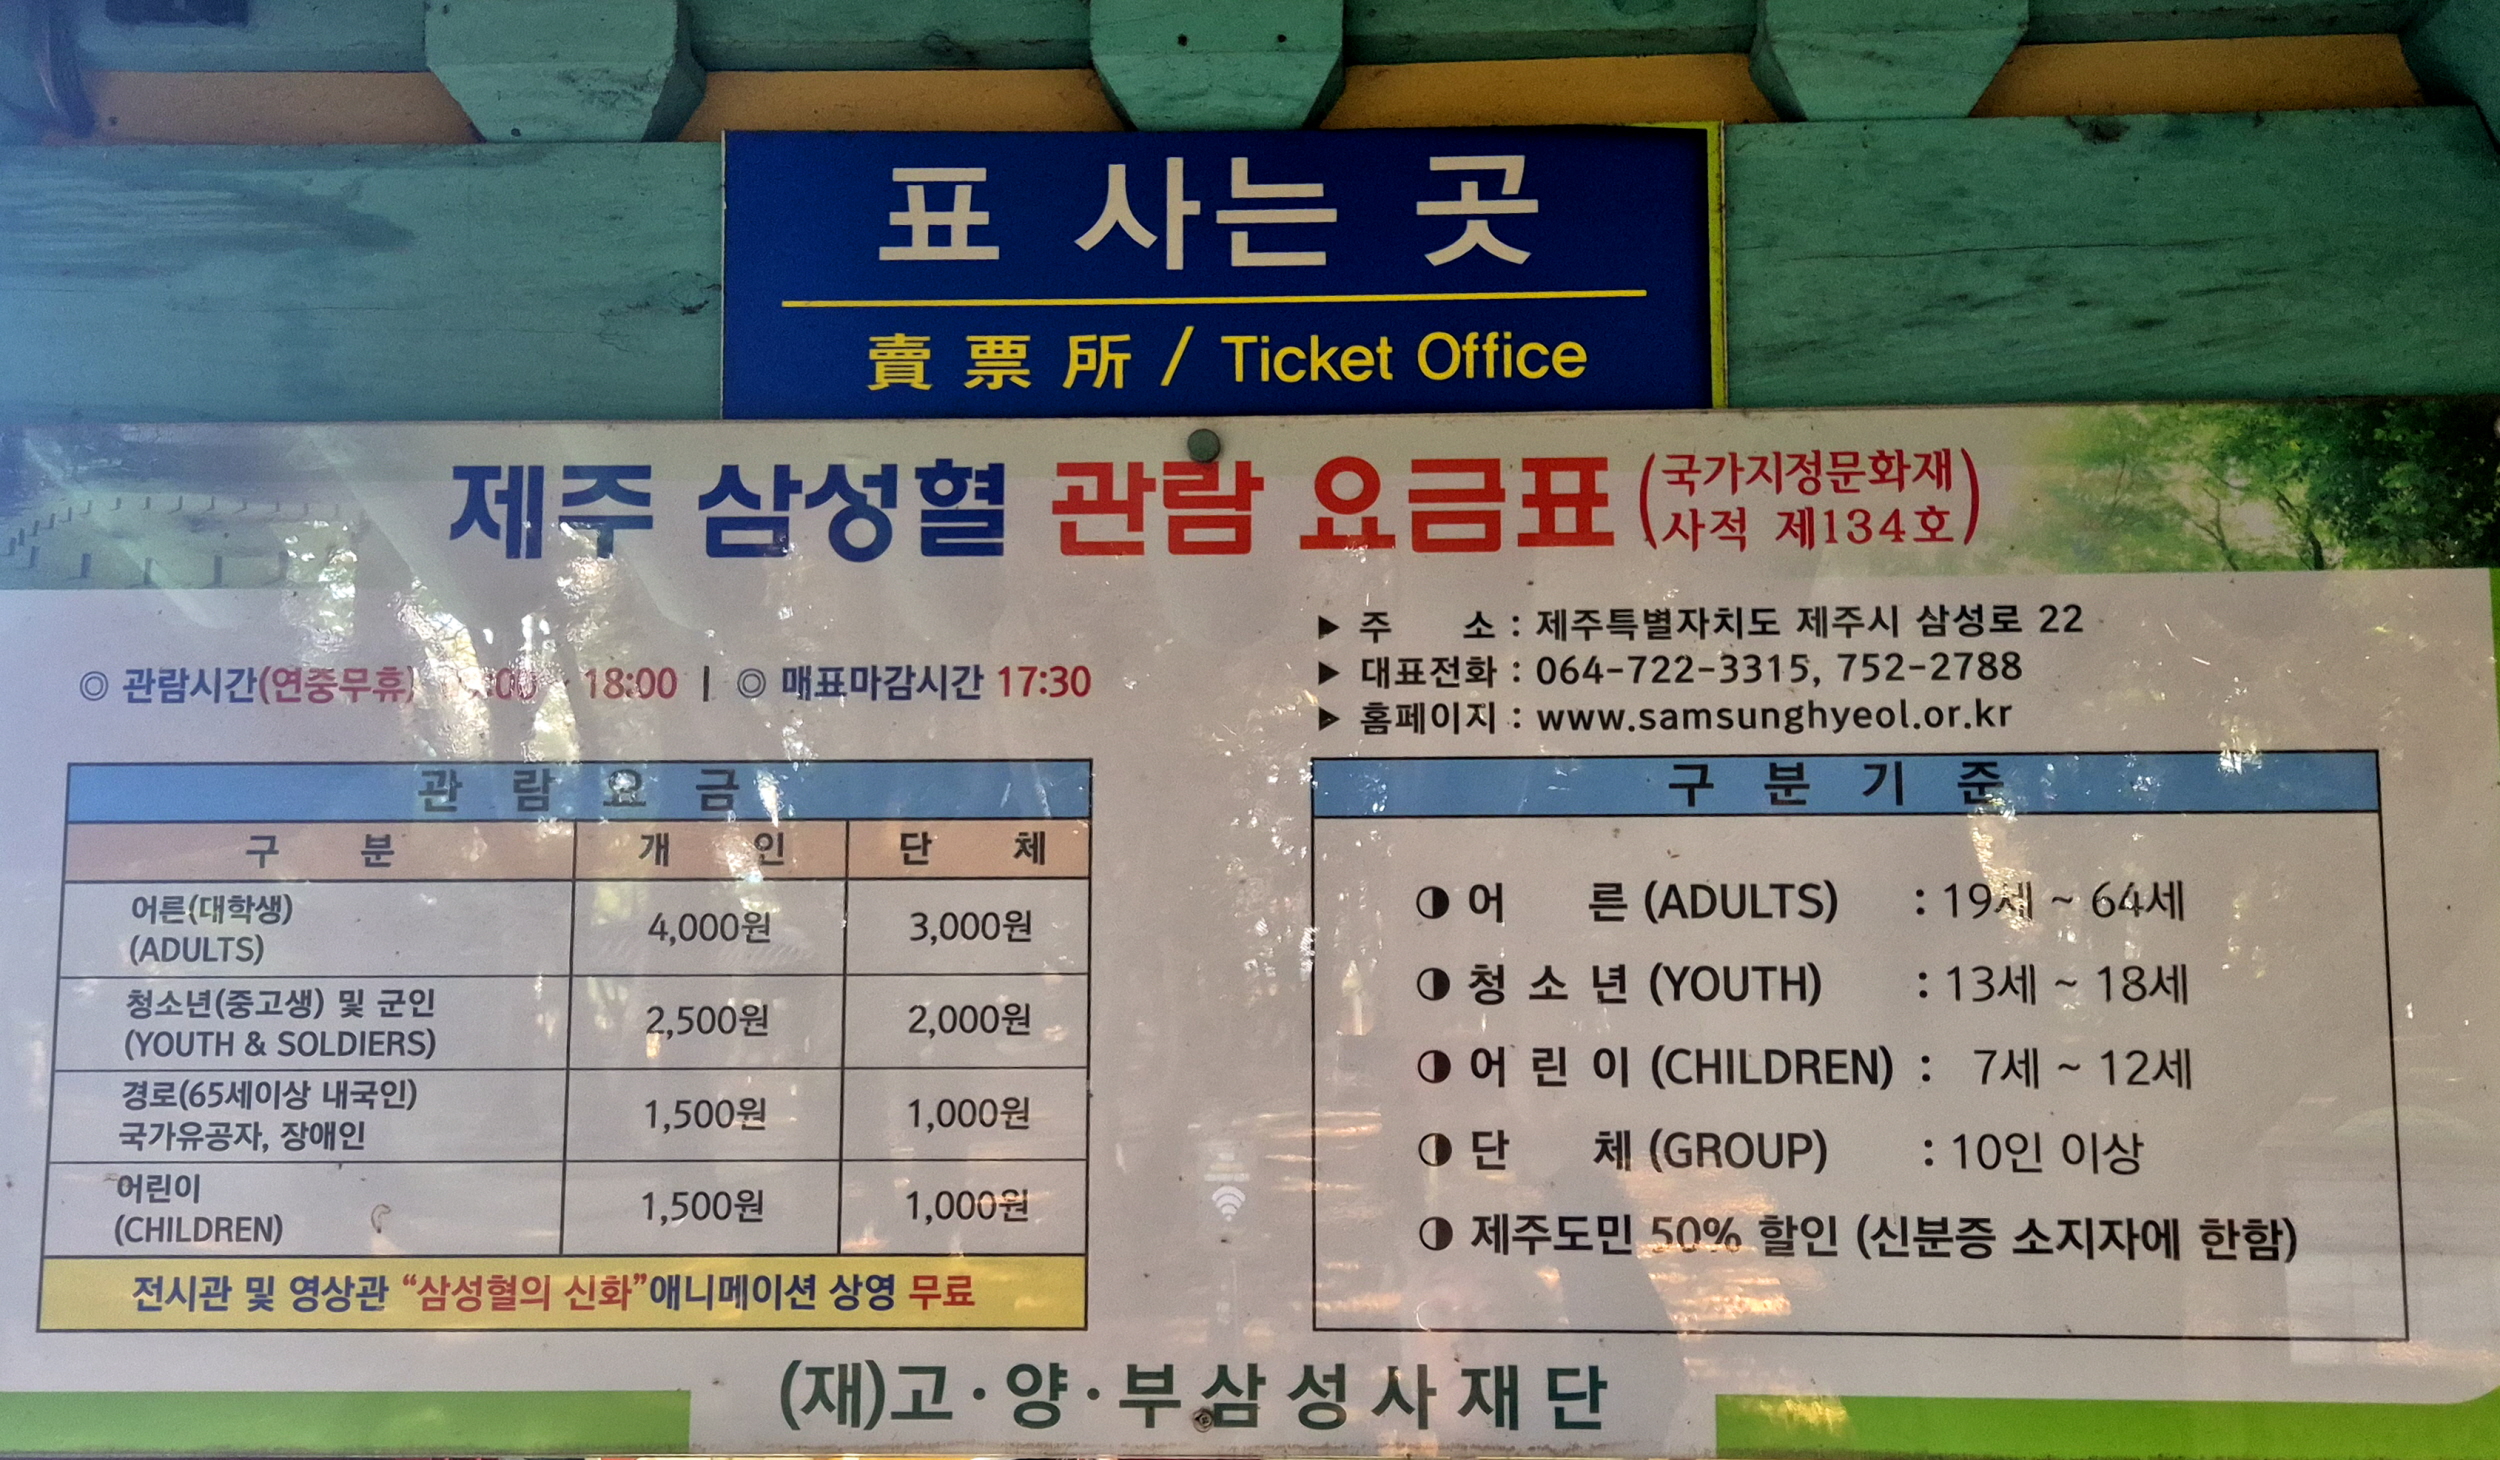 표 사는 곳
賣票所 / Ticket Office
제주 삼성혈 관람 요금표 (국가지정문화재
사적 제134호)
▶ 주 소 : 제주특별자치도 제주시 삼성로 22
▶ 대표전화 : 064-722-3315, 752-2788
▶ 홈페이지 : www.samsunghyeol.or.kr
◎ 관람시간(연중무휴) ~ 18:00 | ◎ 매표마감시간 17:30
관 람 요 금
구 분 개 인 단 체
어른(대학생)
(ADULTS) 4,000원 3,000원
청소년(중고생) 및 군인
(YOUTH & SOLDIERS) 2,500원 2,000원
경로(65세이상 내국인)
국가유공자, 장애인 1,500원 1,000원
어린이
(CHILDREN) 1,500원 1,000원
전시관 및 영상관 “삼성혈의 신화”애니메이션 상영 무료
구 분 기 준
◑ 어 른 (ADULTS) : 19세 ~ 64세
◑ 청 소 년 (YOUTH) : 13세 ~ 18세
◑ 어 린 이 (CHILDREN) : 7세 ~ 12세
◑ 단 체 (GROUP) : 10인 이상
◑ 제주도민 50% 할인 (신분증 소지자에 한함)
(재)고·양·부삼성사재단